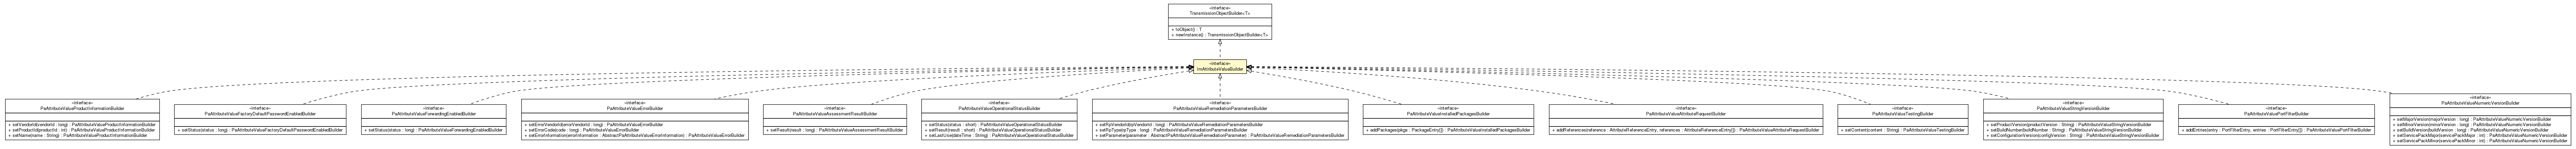 «interface»
TransmissionObjectBuilder<T>
+ toObject() : T
+ newInstance() : TransmissionObjectBuilder<T>
«interface»
ImAttributeValueBuilder
«interface»
PaAttributeValueProductInformationBuilder
+ setVendorId(vendorId : long) : PaAttributeValueProductInformationBuilder
+ setProductId(productId : int) : PaAttributeValueProductInformationBuilder
+ setName(name : String) : PaAttributeValueProductInformationBuilder
«interface»
PaAttributeValueFactoryDefaultPasswordEnabledBuilder
+ setStatus(status : long) : PaAttributeValueFactoryDefaultPasswordEnabledBuilder
«interface»
PaAttributeValueForwardingEnabledBuilder
+ setStatus(status : long) : PaAttributeValueForwardingEnabledBuilder
«interface»
PaAttributeValueErrorBuilder
+ setErrorVendorId(errorVendorId : long) : PaAttributeValueErrorBuilder
+ setErrorCode(code : long) : PaAttributeValueErrorBuilder
+ setErrorInformation(errorInformation : AbstractPaAttributeValueErrorInformation) : PaAttributeValueErrorBuilder
«interface»
PaAttributeValueAssessmentResultBuilder
+ setResult(result : long) : PaAttributeValueAssessmentResultBuilder
«interface»
PaAttributeValueOperationalStatusBuilder
+ setStatus(status : short) : PaAttributeValueOperationalStatusBuilder
+ setResult(result : short) : PaAttributeValueOperationalStatusBuilder
+ setLastUse(dateTime : String) : PaAttributeValueOperationalStatusBuilder
«interface»
PaAttributeValueRemediationParametersBuilder
+ setRpVendorId(rpVendorId : long) : PaAttributeValueRemediationParametersBuilder
+ setRpType(rpType : long) : PaAttributeValueRemediationParametersBuilder
+ setParameter(parameter : AbstractPaAttributeValueRemediationParameter) : PaAttributeValueRemediationParametersBuilder
«interface»
PaAttributeValueInstalledPackagesBuilder
+ addPackages(pkgs : PackageEntry[]) : PaAttributeValueInstalledPackagesBuilder
«interface»
PaAttributeValueAttributeRequestBuilder
+ addReferences(reference : AttributeReferenceEntry, references : AttributeReferenceEntry[]) : PaAttributeValueAttributeRequestBuilder
«interface»
PaAttributeValueTestingBuilder
+ setContent(content : String) : PaAttributeValueTestingBuilder
«interface»
PaAttributeValueStringVersionBuilder
+ setProductVersion(productVersion : String) : PaAttributeValueStringVersionBuilder
+ setBuildNumber(buildNumber : String) : PaAttributeValueStringVersionBuilder
+ setConfigurationVersion(configVersion : String) : PaAttributeValueStringVersionBuilder
«interface»
PaAttributeValuePortFilterBuilder
+ addEntries(entry : PortFilterEntry, entries : PortFilterEntry[]) : PaAttributeValuePortFilterBuilder
«interface»
PaAttributeValueNumericVersionBuilder
+ setMajorVersion(majorVersion : long) : PaAttributeValueNumericVersionBuilder
+ setMinorVersion(minorVersion : long) : PaAttributeValueNumericVersionBuilder
+ setBuildVersion(buildVersion : long) : PaAttributeValueNumericVersionBuilder
+ setServicePackMajor(servicePackMajor : int) : PaAttributeValueNumericVersionBuilder
+ setServicePackMinor(servicePackMinor : int) : PaAttributeValueNumericVersionBuilder